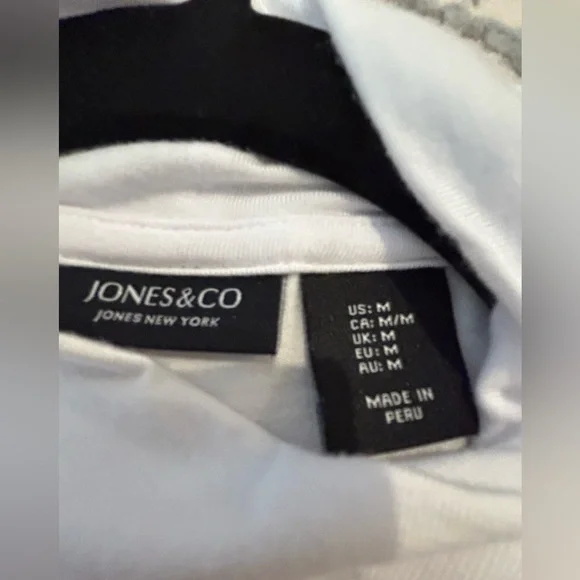 JONES&CO
JONES NEW YORK
US: M
CA: M/M
UK: M
EU: M
AU: M
MADE IN
PERU